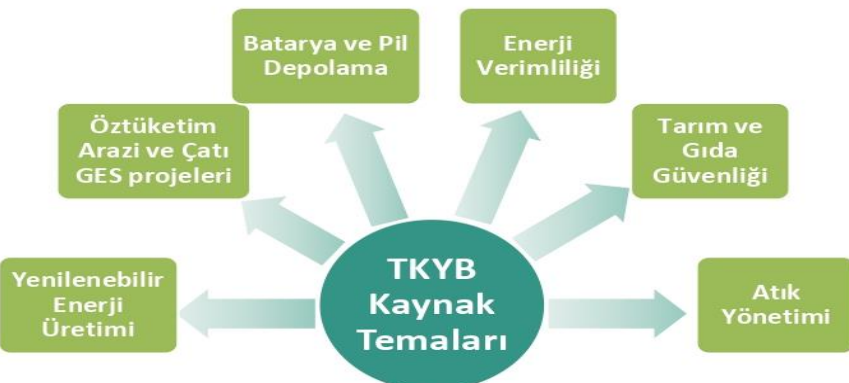 Batarya ve Pil
Depolama
Enerji
Verimliliği
Öztüketim
Arazi ve Çatı
GES projeleri
Tarım ve
Gıda
Güvenliği
Yenilenebilir
Enerji
Üretimi
TKYB
Kaynak
Temaları
Atık
Yönetimi